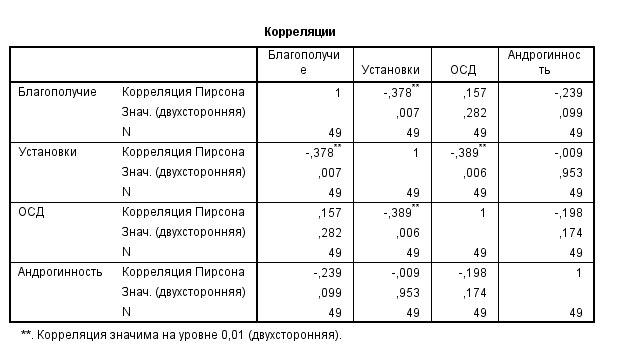 Корреляции
Благополучи
е Установки ОСД Андрогиннос
ть
Благополучие Корреляция Пирсона 1 -,378** ,157 -,239
Знач. (двухсторонняя) ,007 ,282 ,099
N 49 49 49 49
Установки Корреляция Пирсона -,378** 1 -,389** -,009
Знач. (двухсторонняя) ,007 ,006 ,953
N 49 49 49 49
ОСД Корреляция Пирсона ,157 -,389** 1 -,198
Знач. (двухсторонняя) ,282 ,006 ,174
N 49 49 49 49
Андрогинность Корреляция Пирсона -,239 -,009 -,198 1
Знач. (двухсторонняя) ,099 ,953 ,174
N 49 49 49 49
**. Корреляция значима на уровне 0,01 (двухсторонняя).